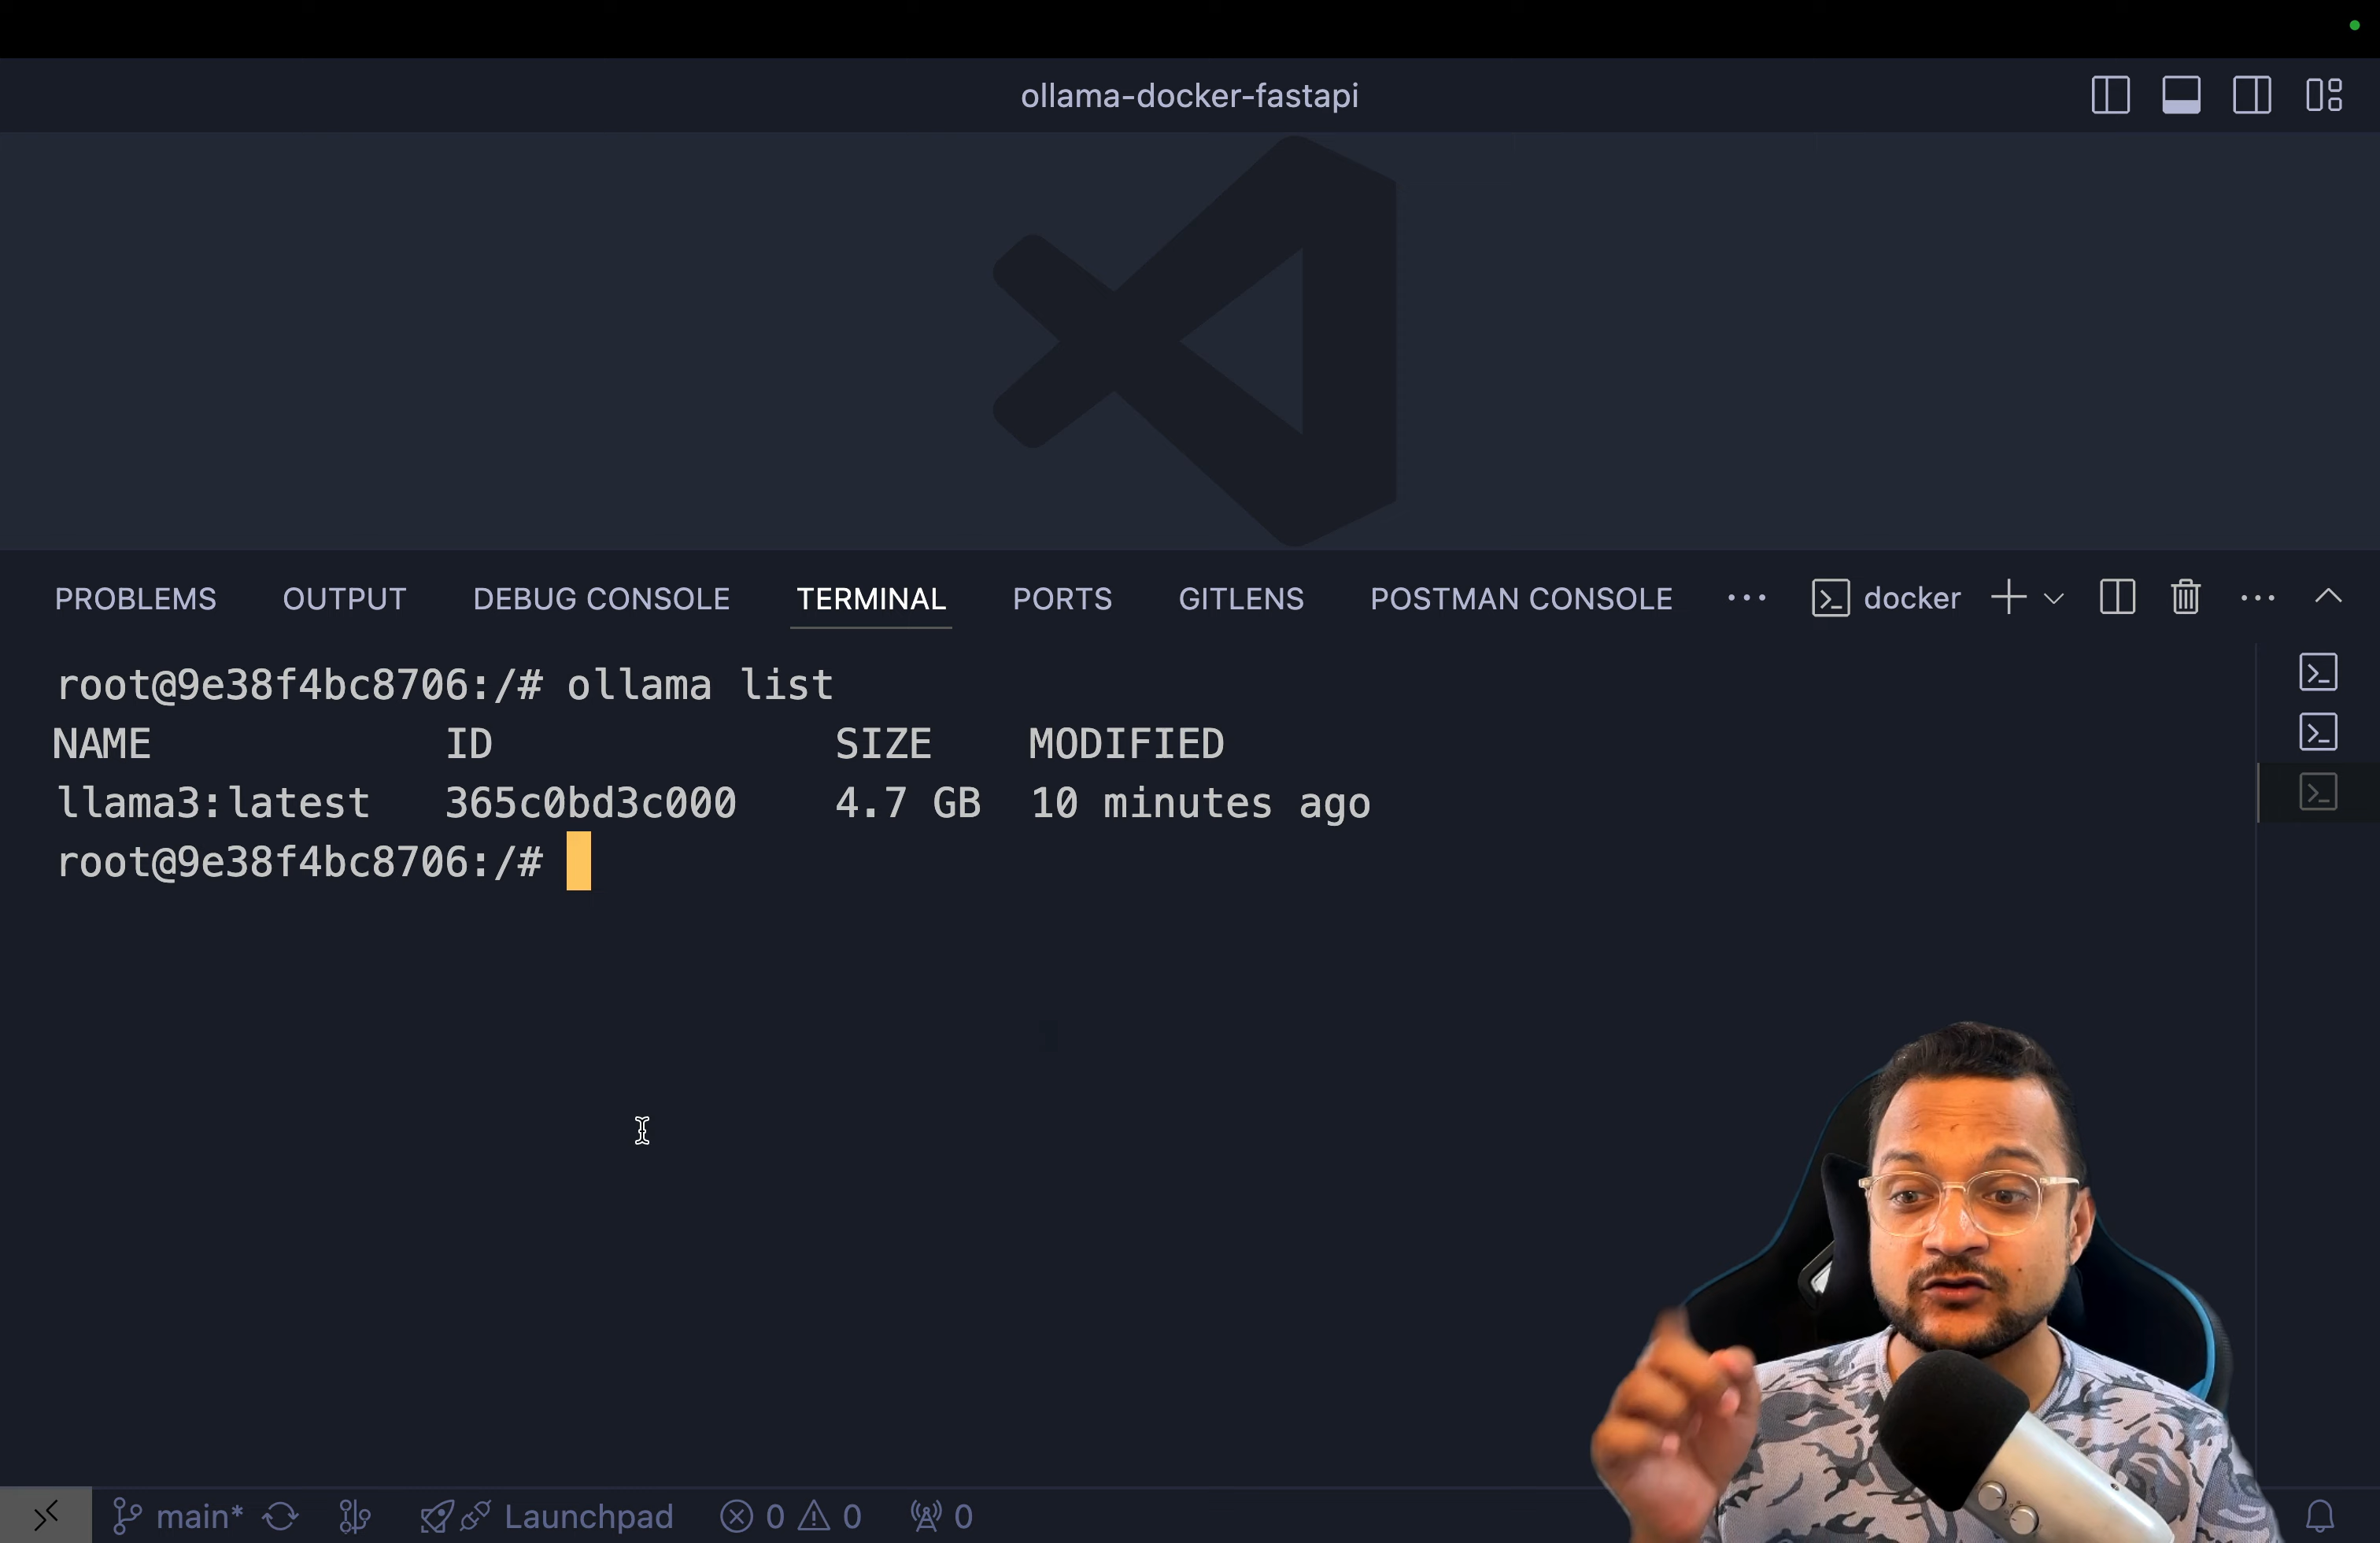 ollama-docker-fastapi
PROBLEMS OUTPUT DEBUG CONSOLE TERMINAL PORTS GITLENS POSTMAN CONSOLE ... docker
root@9e38f4bc8706:/# ollama list
NAME ID SIZE MODIFIED
llama3:latest 365c0bd3c000 4.7 GB 10 minutes ago
root@9e38f4bc8706:/#
main* Launchpad 0 0 0